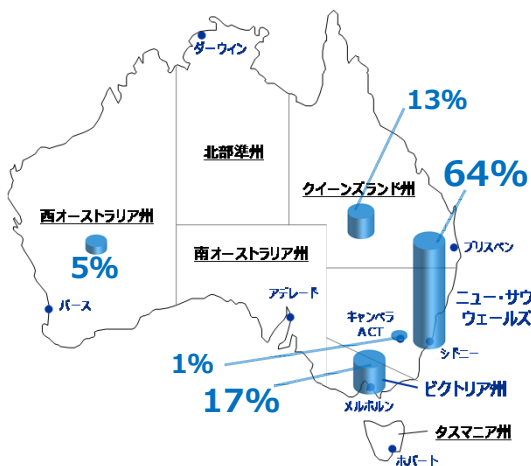 ダーウィン
13%
北部準州
クイーンズランド州
64%
西オーストラリア州
南オーストラリア州
ブリスベン
5%
アデレード
ニュー・サウ
ウェールズ
パース
キャンベラ
ACT
シドニー
1%
17%
ビクトリア州
メルボルン
タスマニア州
ホバート